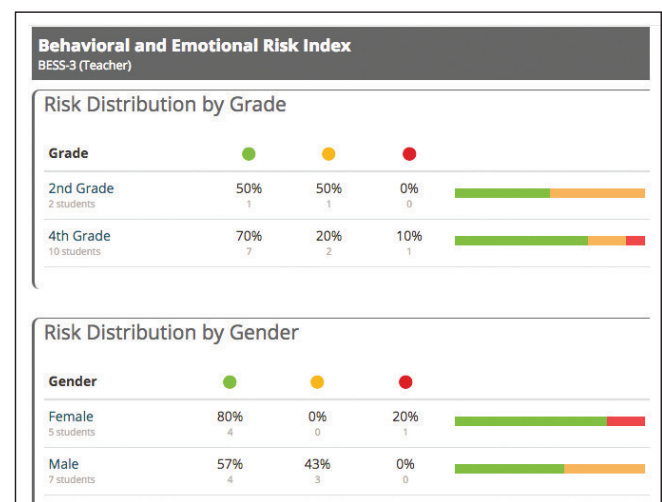 Behavioral and Emotional Risk Index
BESS-3 (Teacher)
Risk Distribution by Grade
Grade
2nd Grade 50% 50% 0%
2 students 1 1 0
4th Grade 70% 20% 10%
10 students 7 2 1
Risk Distribution by Gender
Gender
Female 80% 0% 20%
5 students 4 0 1
Male 57% 43% 0%
7 students 4 3 0